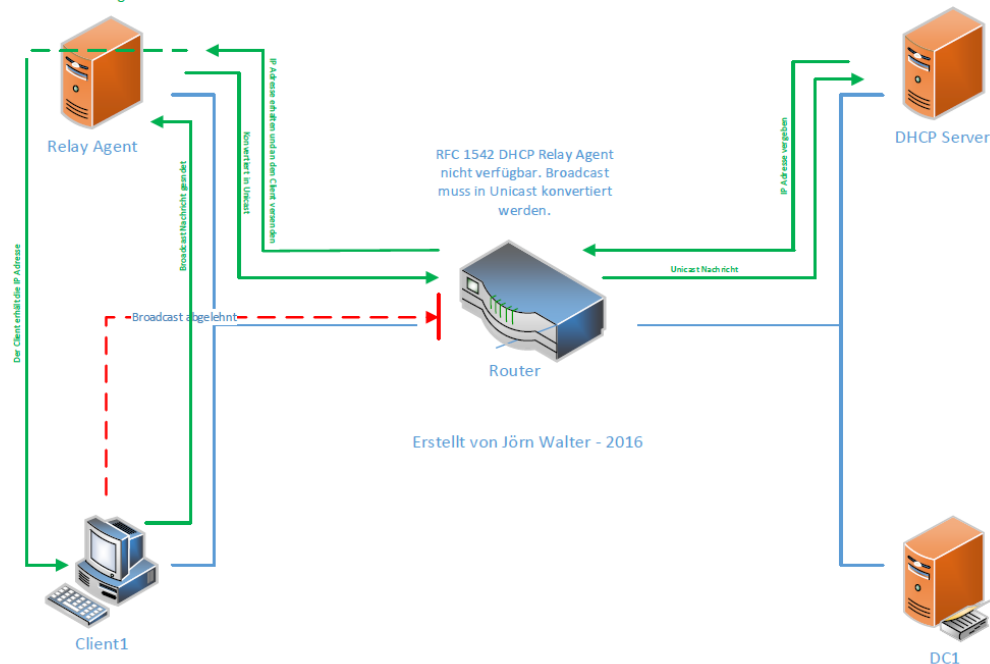 Relay Agent
DHCP Server
IP Adresse erhalten und an den Client versenden
Konvertiert in Unicast
Broadcast Nachricht gesndet
Der Client erhält die IP Adresse
RFC 1542 DHCP Relay Agent
nicht verfügbar. Broadcast
muss in Unicast konvertiert
werden.
IP Adresse vergeben
Unicast Nachricht
Broadcast abgelehnt
Router
Erstellt von Jörn Walter - 2016
Client1
DC1